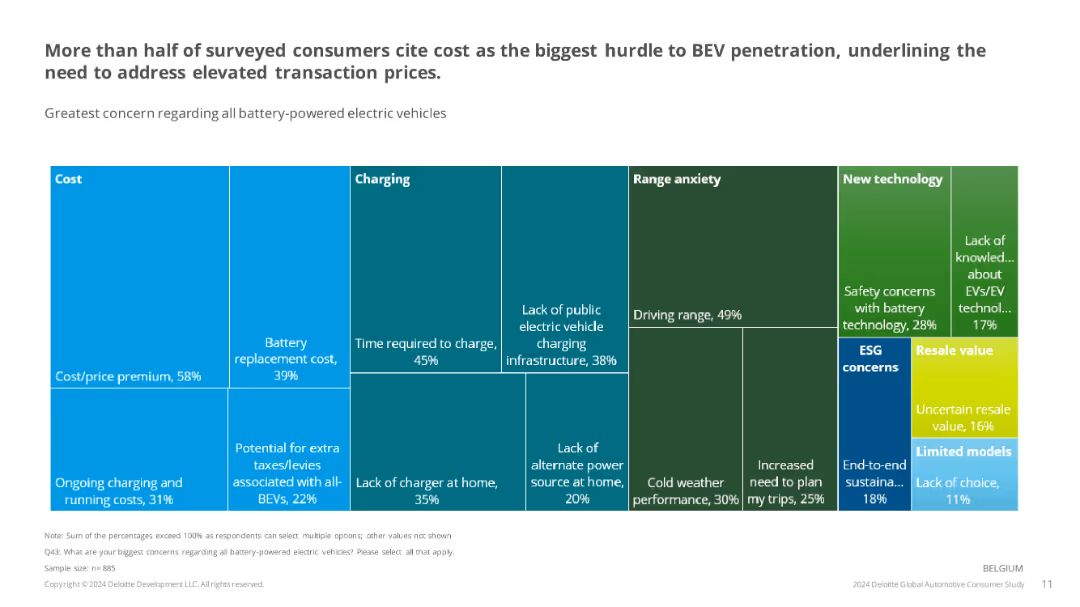 More than half of surveyed consumers cite cost as the biggest hurdle to BEV penetration, underlining the
need to address elevated transaction prices.
Greatest concern regarding all battery-powered electric vehicles
Cost
Cost/price premium, 58%
Battery
replacement cost,
39%
Ongoing charging and
running costs, 31%
Potential for extra
taxes/levies
associated with all-
BEVs, 22%
Charging
Time required to charge,
45%
Lack of public
electric vehicle
charging
infrastructure, 38%
Lack of charger at home,
35%
Lack of
alternate power
source at home,
20%
Range anxiety
Driving range, 49%
Cold weather
performance, 30%
Increased
need to plan
my trips, 25%
New technology
Safety concerns
with battery
technology, 28%
Lack of
knowled...
about
EVs/EV
technol...
17%
ESG
concerns
End-to-end
sustaina...
18%
Resale value
Uncertain resale
value, 16%
Limited models
Lack of choice,
11%
Note: Sum of the percentages exceed 100% as respondents can select multiple options; other values not shown
Q43: What are your biggest concerns regarding all battery-powered electric vehicles? Please select all that apply.
Sample size: n= 885
Copyright © 2024 Deloitte Development LLC. All rights reserved.
BELGIUM
2024 Deloitte Global Automotive Consumer Study
11